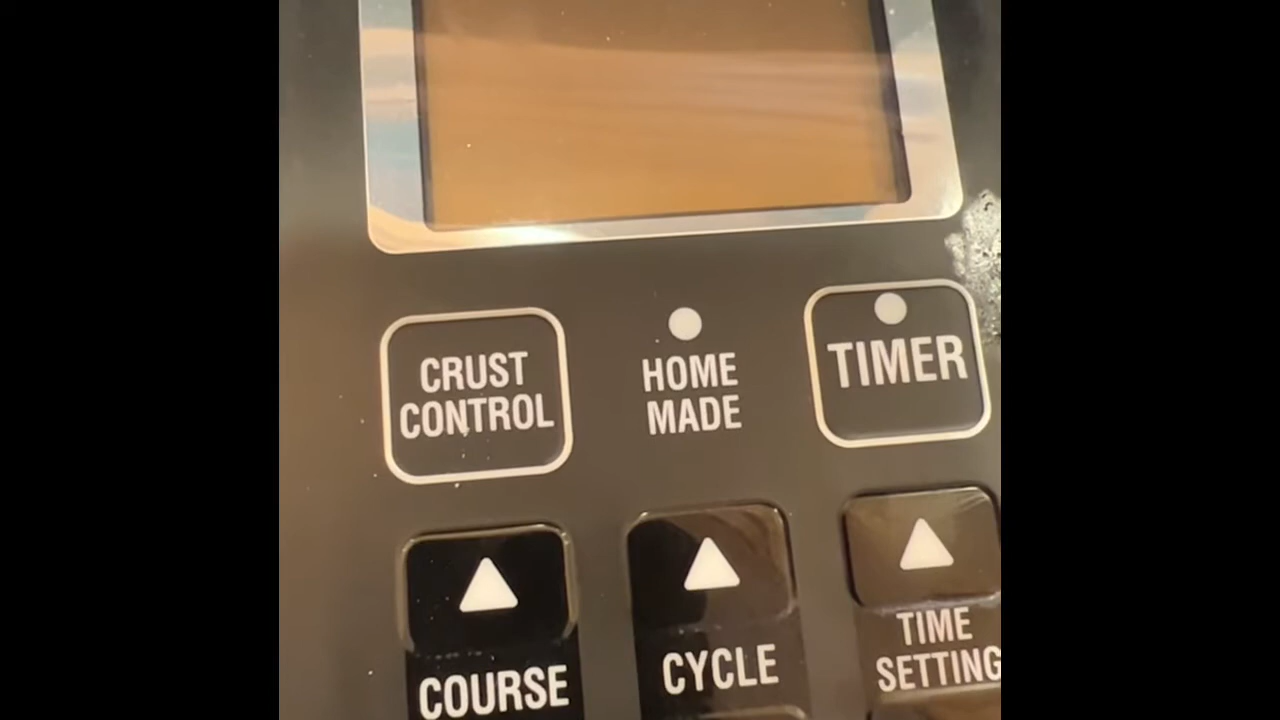 CRUST
CONTROL
HOME
MADE
TIMER
COURSE
CYCLE
TIME
SETTING